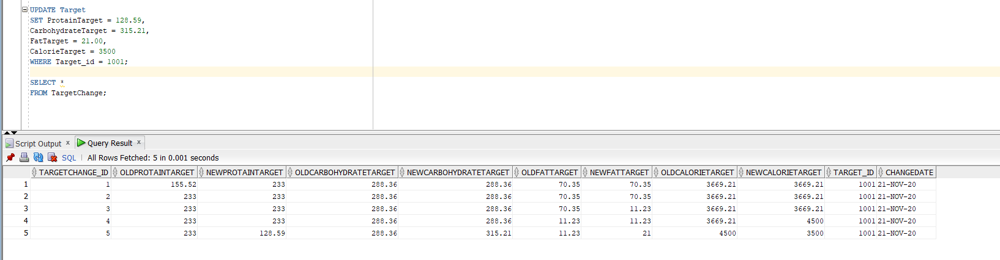 UPDATE Target
SET ProtainTarget = 128.59,
CarbohydrateTarget = 315.21,
FatTarget = 21.00,
CalorieTarget = 3500
WHERE Target_id = 1001;
SELECT *
FROM TargetChange;
Script Output x Query Result x
SQL | All Rows Fetched: 5 in 0.001 seconds
TARGETCHANGE_ID OLDPROTAINTARGET NEWPROTAINTARGET OLDCARBOHYDRATETARGET NEWCARBOHYDRATETARGET OLDFATTARGET NEWFATTARGET OLDCALORIETARGET NEWCALORIETARGET TARGET_ID CHANGEDATE
1 1 155.52 233 288.36 288.36 70.35 70.35 3669.21 3669.21 1001 21-NOV-20
2 2 233 233 288.36 288.36 70.35 70.35 3669.21 3669.21 1001 21-NOV-20
3 3 233 233 288.36 288.36 70.35 11.23 3669.21 3669.21 1001 21-NOV-20
4 4 233 233 288.36 288.36 11.23 11.23 3669.21 4500 1001 21-NOV-20
5 5 233 128.59 288.36 315.21 11.23 21 4500 3500 1001 21-NOV-20